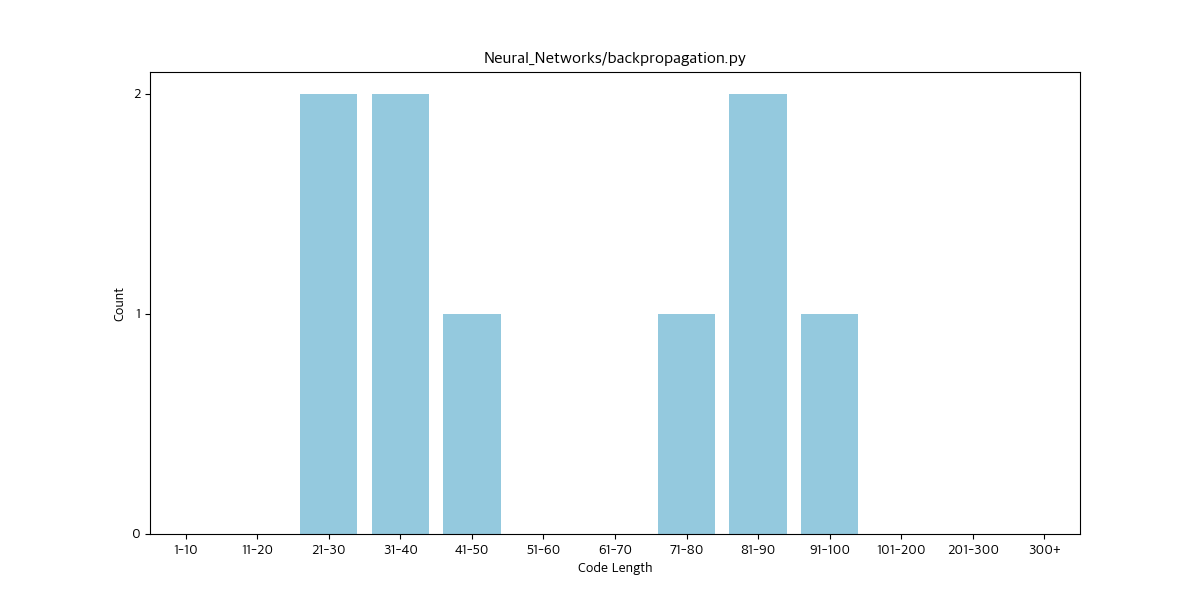 Neural_Networks/backpropagation.py
2
1
0
Count
1-10 11-20 21-30 31-40 41-50 51-60 61-70 71-80 81-90 91-100 101-200 201-300 300+
Code Length